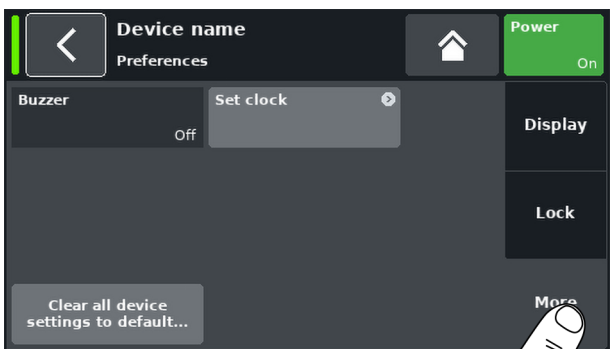 Device name
Preferences
Power
On
Buzzer
Off
Set clock
Display
Lock
More
Clear all device
settings to default...